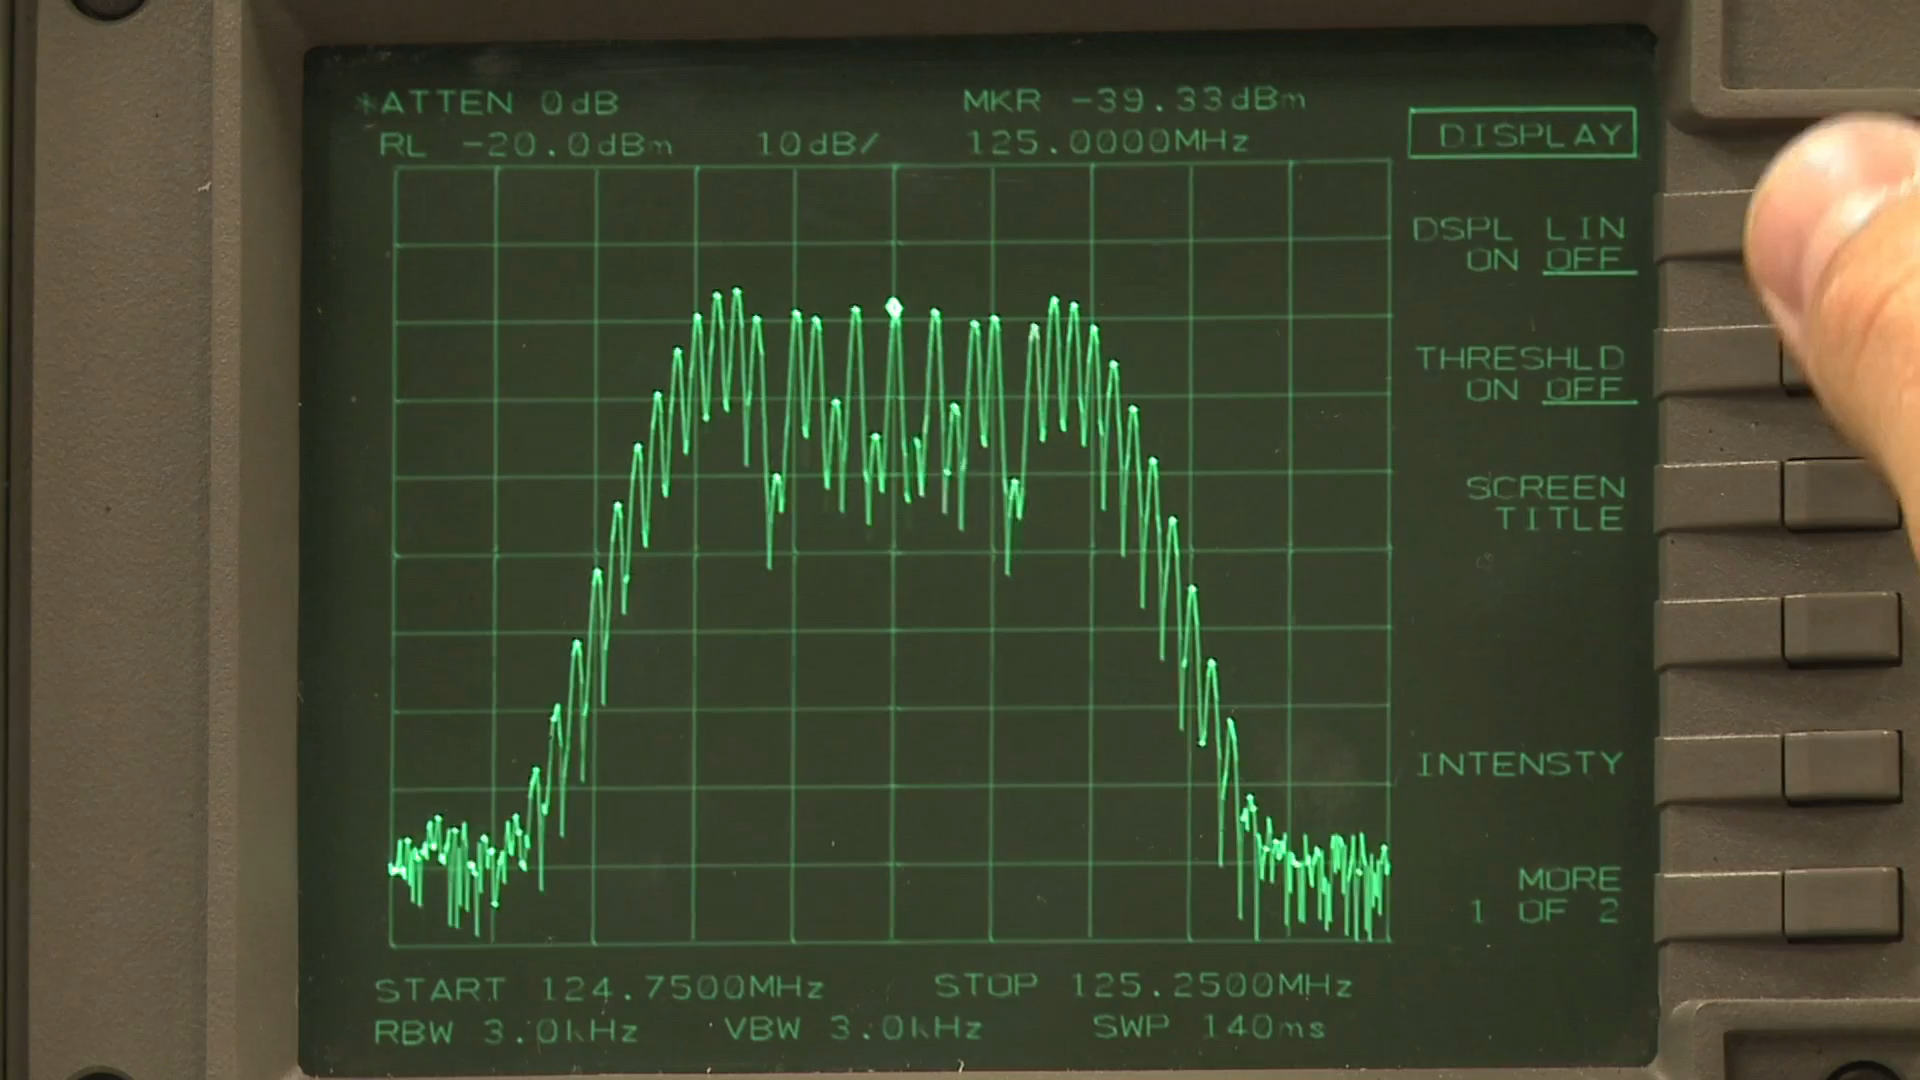 *ATTEN 0dB MKR -39.33dBm
RL -20.0dBm 10dB/ 125.0000MHz
DISPLAY
DSPL LIN
ON OFF
THRESHLD
ON OFF
SCREEN
TITLE
INTENSTY
MORE
1 OF 2
START 124.7500MHz STOP 125.2500MHz
RBW 3.0kHz VBW 3.0kHz SWP 140ms